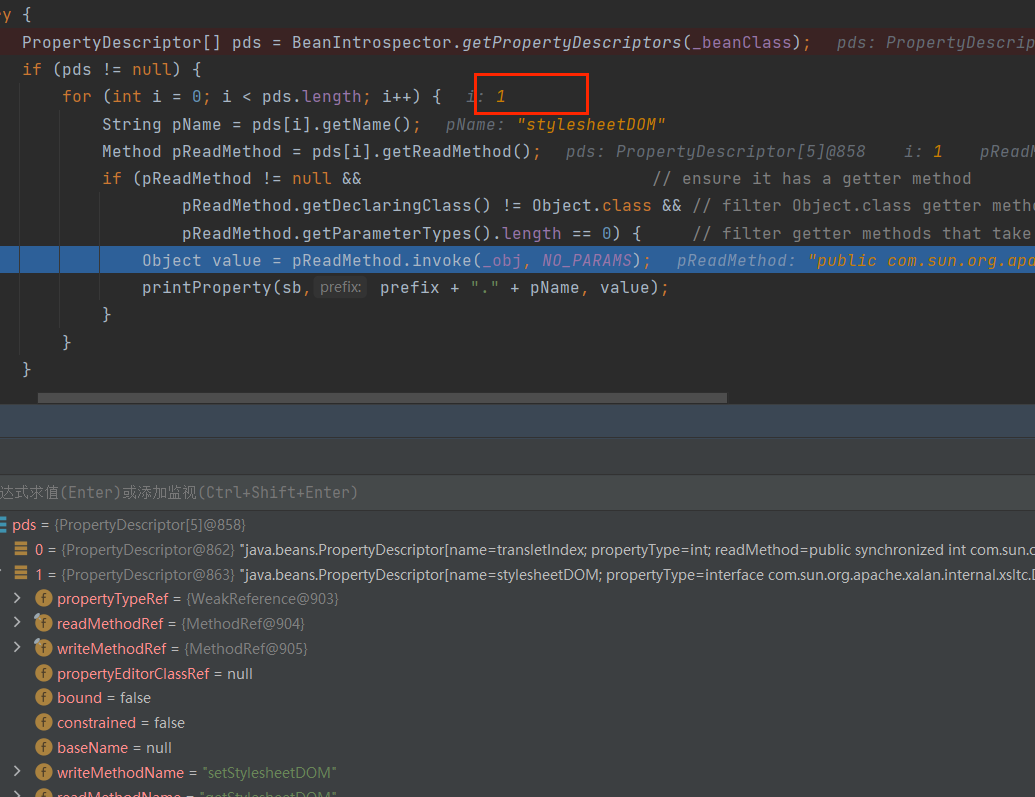 y {
PropertyDescriptor[] pds = BeanIntrospector.getPropertyDescriptors(_beanClass); pds: PropertyDescrip
if (pds != null) {
for (int i = 0; i < pds.length; i++) { i: 1
String pName = pds[i].getName(); pName: "stylesheetDOM"
Method pReadMethod = pds[i].getReadMethod(); pds: PropertyDescriptor[5]@858 i: 1 pReadM
if (pReadMethod != null && // ensure it has a getter method
pReadMethod.getDeclaringClass() != Object.class && // filter Object.class getter metho
pReadMethod.getParameterTypes().length == 0) { // filter getter methods that take
Object value = pReadMethod.invoke(_obj, NO_PARAMS); pReadMethod: "public com.sun.org.apa
printProperty(sb, prefix: prefix + "." + pName, value);
}
}
}
达式求值(Enter)或添加监视(Ctrl+Shift+Enter)
pds = {PropertyDescriptor[5]@858}
0 = {PropertyDescriptor@862} "java.beans.PropertyDescriptor[name=transletIndex; propertyType=int; readMethod=public synchronized int com.sun.o
1 = {PropertyDescriptor@863} "java.beans.PropertyDescriptor[name=stylesheetDOM; propertyType=interface com.sun.org.apache.xalan.internal.xsltc.D
f propertyTypeRef = {WeakReference@903}
f readMethodRef = {MethodRef@904}
f writeMethodRef = {MethodRef@905}
f propertyEditorClassRef = null
f bound = false
f constrained = false
f baseName = null
f writeMethodName = "setStylesheetDOM"
f readMethodName = "getStylesheetDOM"